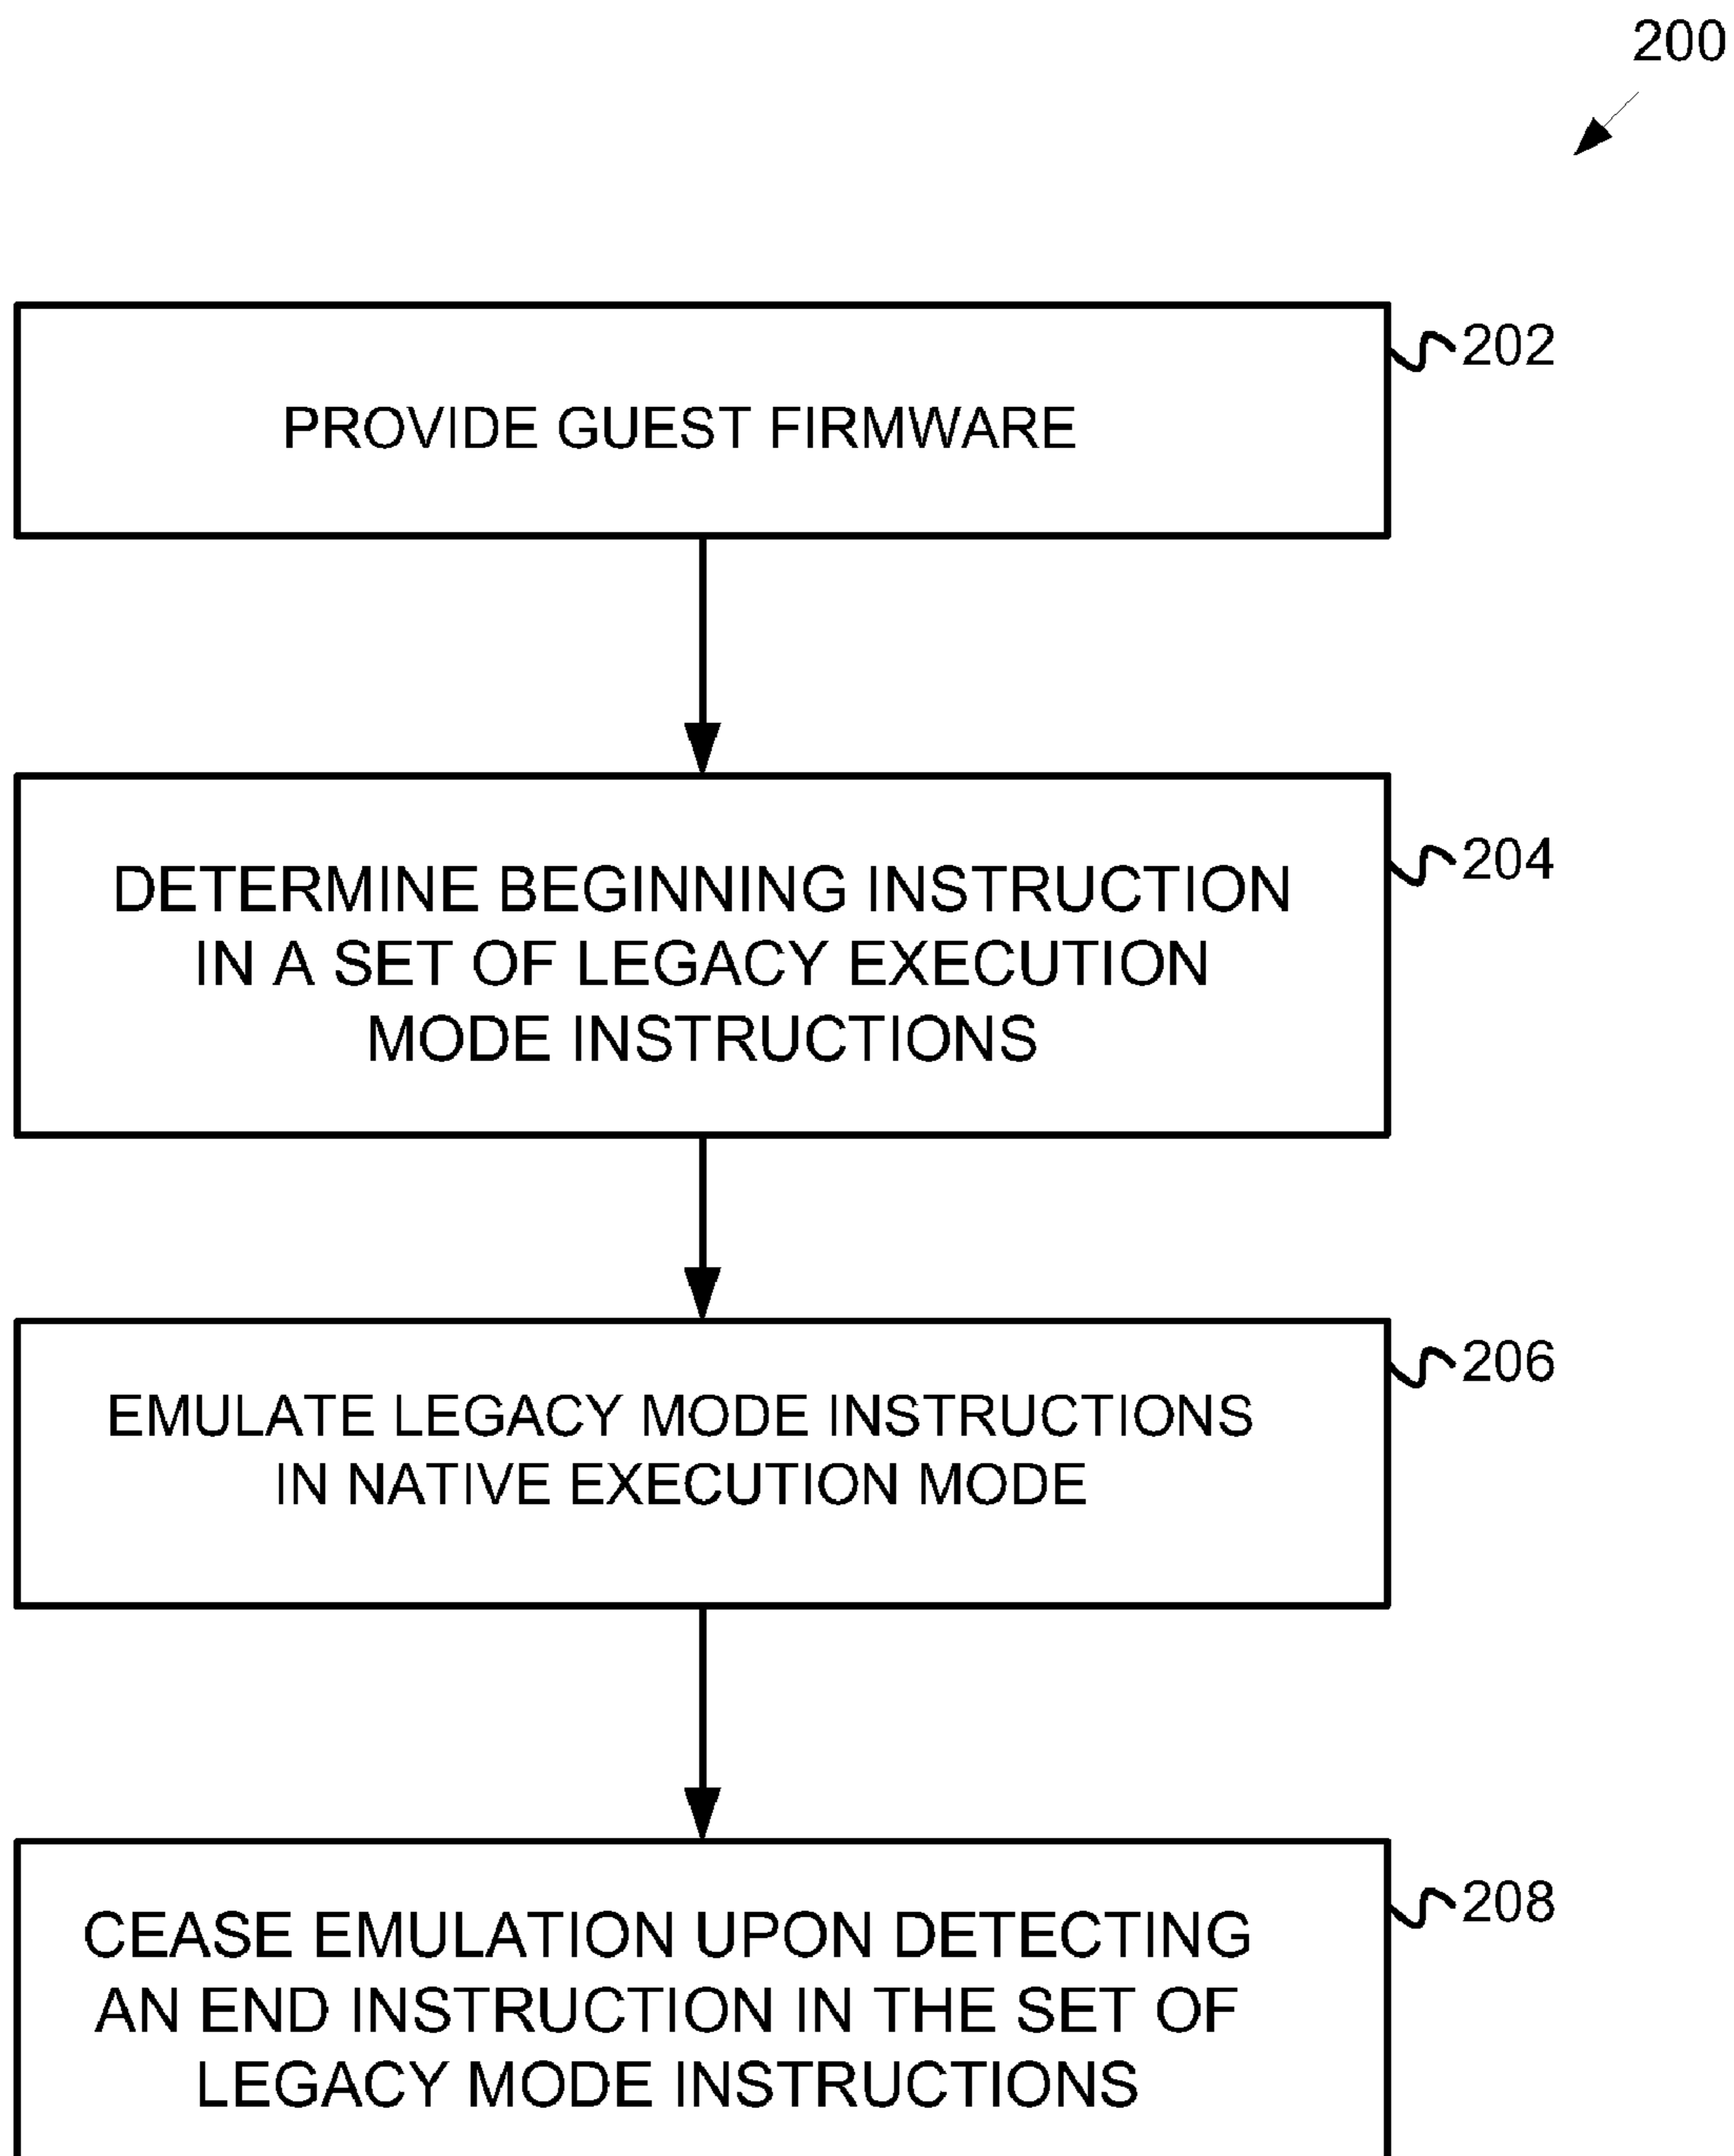 200
202
PROVIDE GUEST FIRMWARE
204
DETERMINE BEGINNING INSTRUCTION
IN A SET OF LEGACY EXECUTION
MODE INSTRUCTIONS
206
EMULATE LEGACY MODE INSTRUCTIONS
IN NATIVE EXECUTION MODE
208
CEASE EMULATION UPON DETECTING
AN END INSTRUCTION IN THE SET OF
LEGACY MODE INSTRUCTIONS